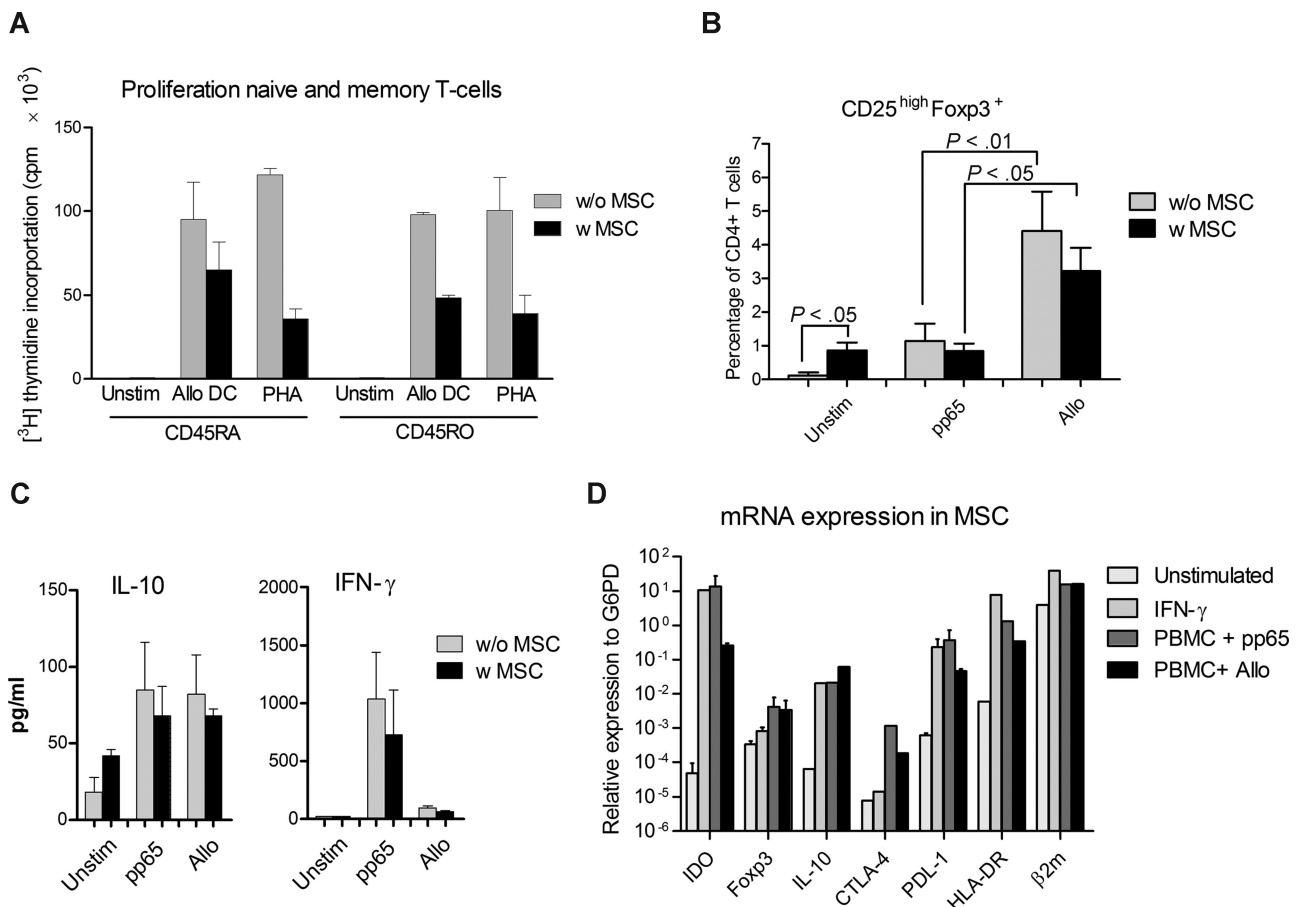 A
Proliferation naive and memory T-cells
[³H] thymidine incorportation (cpm × 10³)
150
100
50
0
w/o MSC
w MSC
Unstim Allo DC PHA Unstim Allo DC PHA
CD45RA CD45RO
B
CD25highFoxp3+
Percentage of CD4+ T cells
7
6
5
4
3
2
1
0
P < .01
P < .05
P < .05
w/o MSC
w MSC
Unstim pp65 Allo
C
IL-10
pg/ml
150
100
50
0
Unstim pp65 Allo
IFN-γ
2000
1500
1000
500
0
Unstim pp65 Allo
w/o MSC
w MSC
D
mRNA expression in MSC
Relative expression to G6PD
10²
10¹
10⁰
10⁻¹
10⁻²
10⁻³
10⁻⁴
10⁻⁵
10⁻⁶
Unstimulated
IFN-γ
PBMC + pp65
PBMC+ Allo
IDO Foxp3 IL-10 CTLA-4 PDL-1 HLA-DR β2m